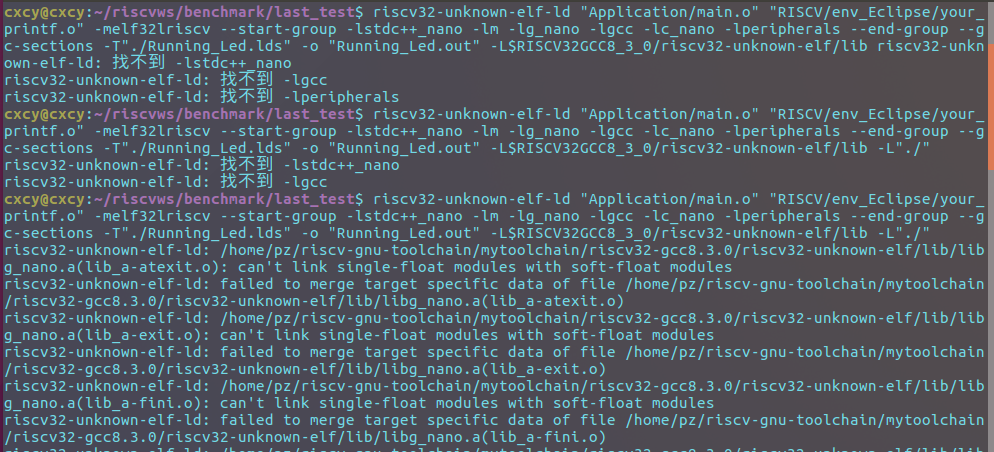 cxcy@cxcy:~/riscvws/benchmark/last_test$ riscv32-unknown-elf-ld "Application/main.o" "RISCV/env_Eclipse/your_
printf.o" -melf32lriscv --start-group -lstdc++_nano -lm -lg_nano -lgcc -lc_nano -lperipherals --end-group --g
c-sections -T"./Running_Led.lds" -o "Running_Led.out" -L$RISCV32GCC8_3_0/riscv32-unknown-elf/lib riscv32-unkn
own-elf-ld: 找不到 -lstdc++_nano
riscv32-unknown-elf-ld: 找不到 -lgcc
riscv32-unknown-elf-ld: 找不到 -lperipherals
cxcy@cxcy:~/riscvws/benchmark/last_test$ riscv32-unknown-elf-ld "Application/main.o" "RISCV/env_Eclipse/your_
printf.o" -melf32lriscv --start-group -lstdc++_nano -lm -lg_nano -lgcc -lc_nano -lperipherals --end-group --g
c-sections -T"./Running_Led.lds" -o "Running_Led.out" -L$RISCV32GCC8_3_0/riscv32-unknown-elf/lib -L"./"
riscv32-unknown-elf-ld: 找不到 -lstdc++_nano
riscv32-unknown-elf-ld: 找不到 -lgcc
cxcy@cxcy:~/riscvws/benchmark/last_test$ riscv32-unknown-elf-ld "Application/main.o" "RISCV/env_Eclipse/your_
printf.o" -melf32lriscv --start-group -lstdc++_nano -lm -lg_nano -lgcc -lc_nano -lperipherals --end-group --g
c-sections -T"./Running_Led.lds" -o "Running_Led.out" -L$RISCV32GCC8_3_0/riscv32-unknown-elf/lib -L"./"
riscv32-unknown-elf-ld: /home/pz/riscv-gnu-toolchain/mytoolchain/riscv32-gcc8.3.0/riscv32-unknown-elf/lib/lib
g_nano.a(lib_a-atexit.o): can't link single-float modules with soft-float modules
riscv32-unknown-elf-ld: failed to merge target specific data of file /home/pz/riscv-gnu-toolchain/mytoolchain
/riscv32-gcc8.3.0/riscv32-unknown-elf/lib/libg_nano.a(lib_a-atexit.o)
riscv32-unknown-elf-ld: /home/pz/riscv-gnu-toolchain/mytoolchain/riscv32-gcc8.3.0/riscv32-unknown-elf/lib/lib
g_nano.a(lib_a-exit.o): can't link single-float modules with soft-float modules
riscv32-unknown-elf-ld: failed to merge target specific data of file /home/pz/riscv-gnu-toolchain/mytoolchain
/riscv32-gcc8.3.0/riscv32-unknown-elf/lib/libg_nano.a(lib_a-exit.o)
riscv32-unknown-elf-ld: /home/pz/riscv-gnu-toolchain/mytoolchain/riscv32-gcc8.3.0/riscv32-unknown-elf/lib/lib
g_nano.a(lib_a-fini.o): can't link single-float modules with soft-float modules
riscv32-unknown-elf-ld: failed to merge target specific data of file /home/pz/riscv-gnu-toolchain/mytoolchain
/riscv32-gcc8.3.0/riscv32-unknown-elf/lib/libg_nano.a(lib_a-fini.o)